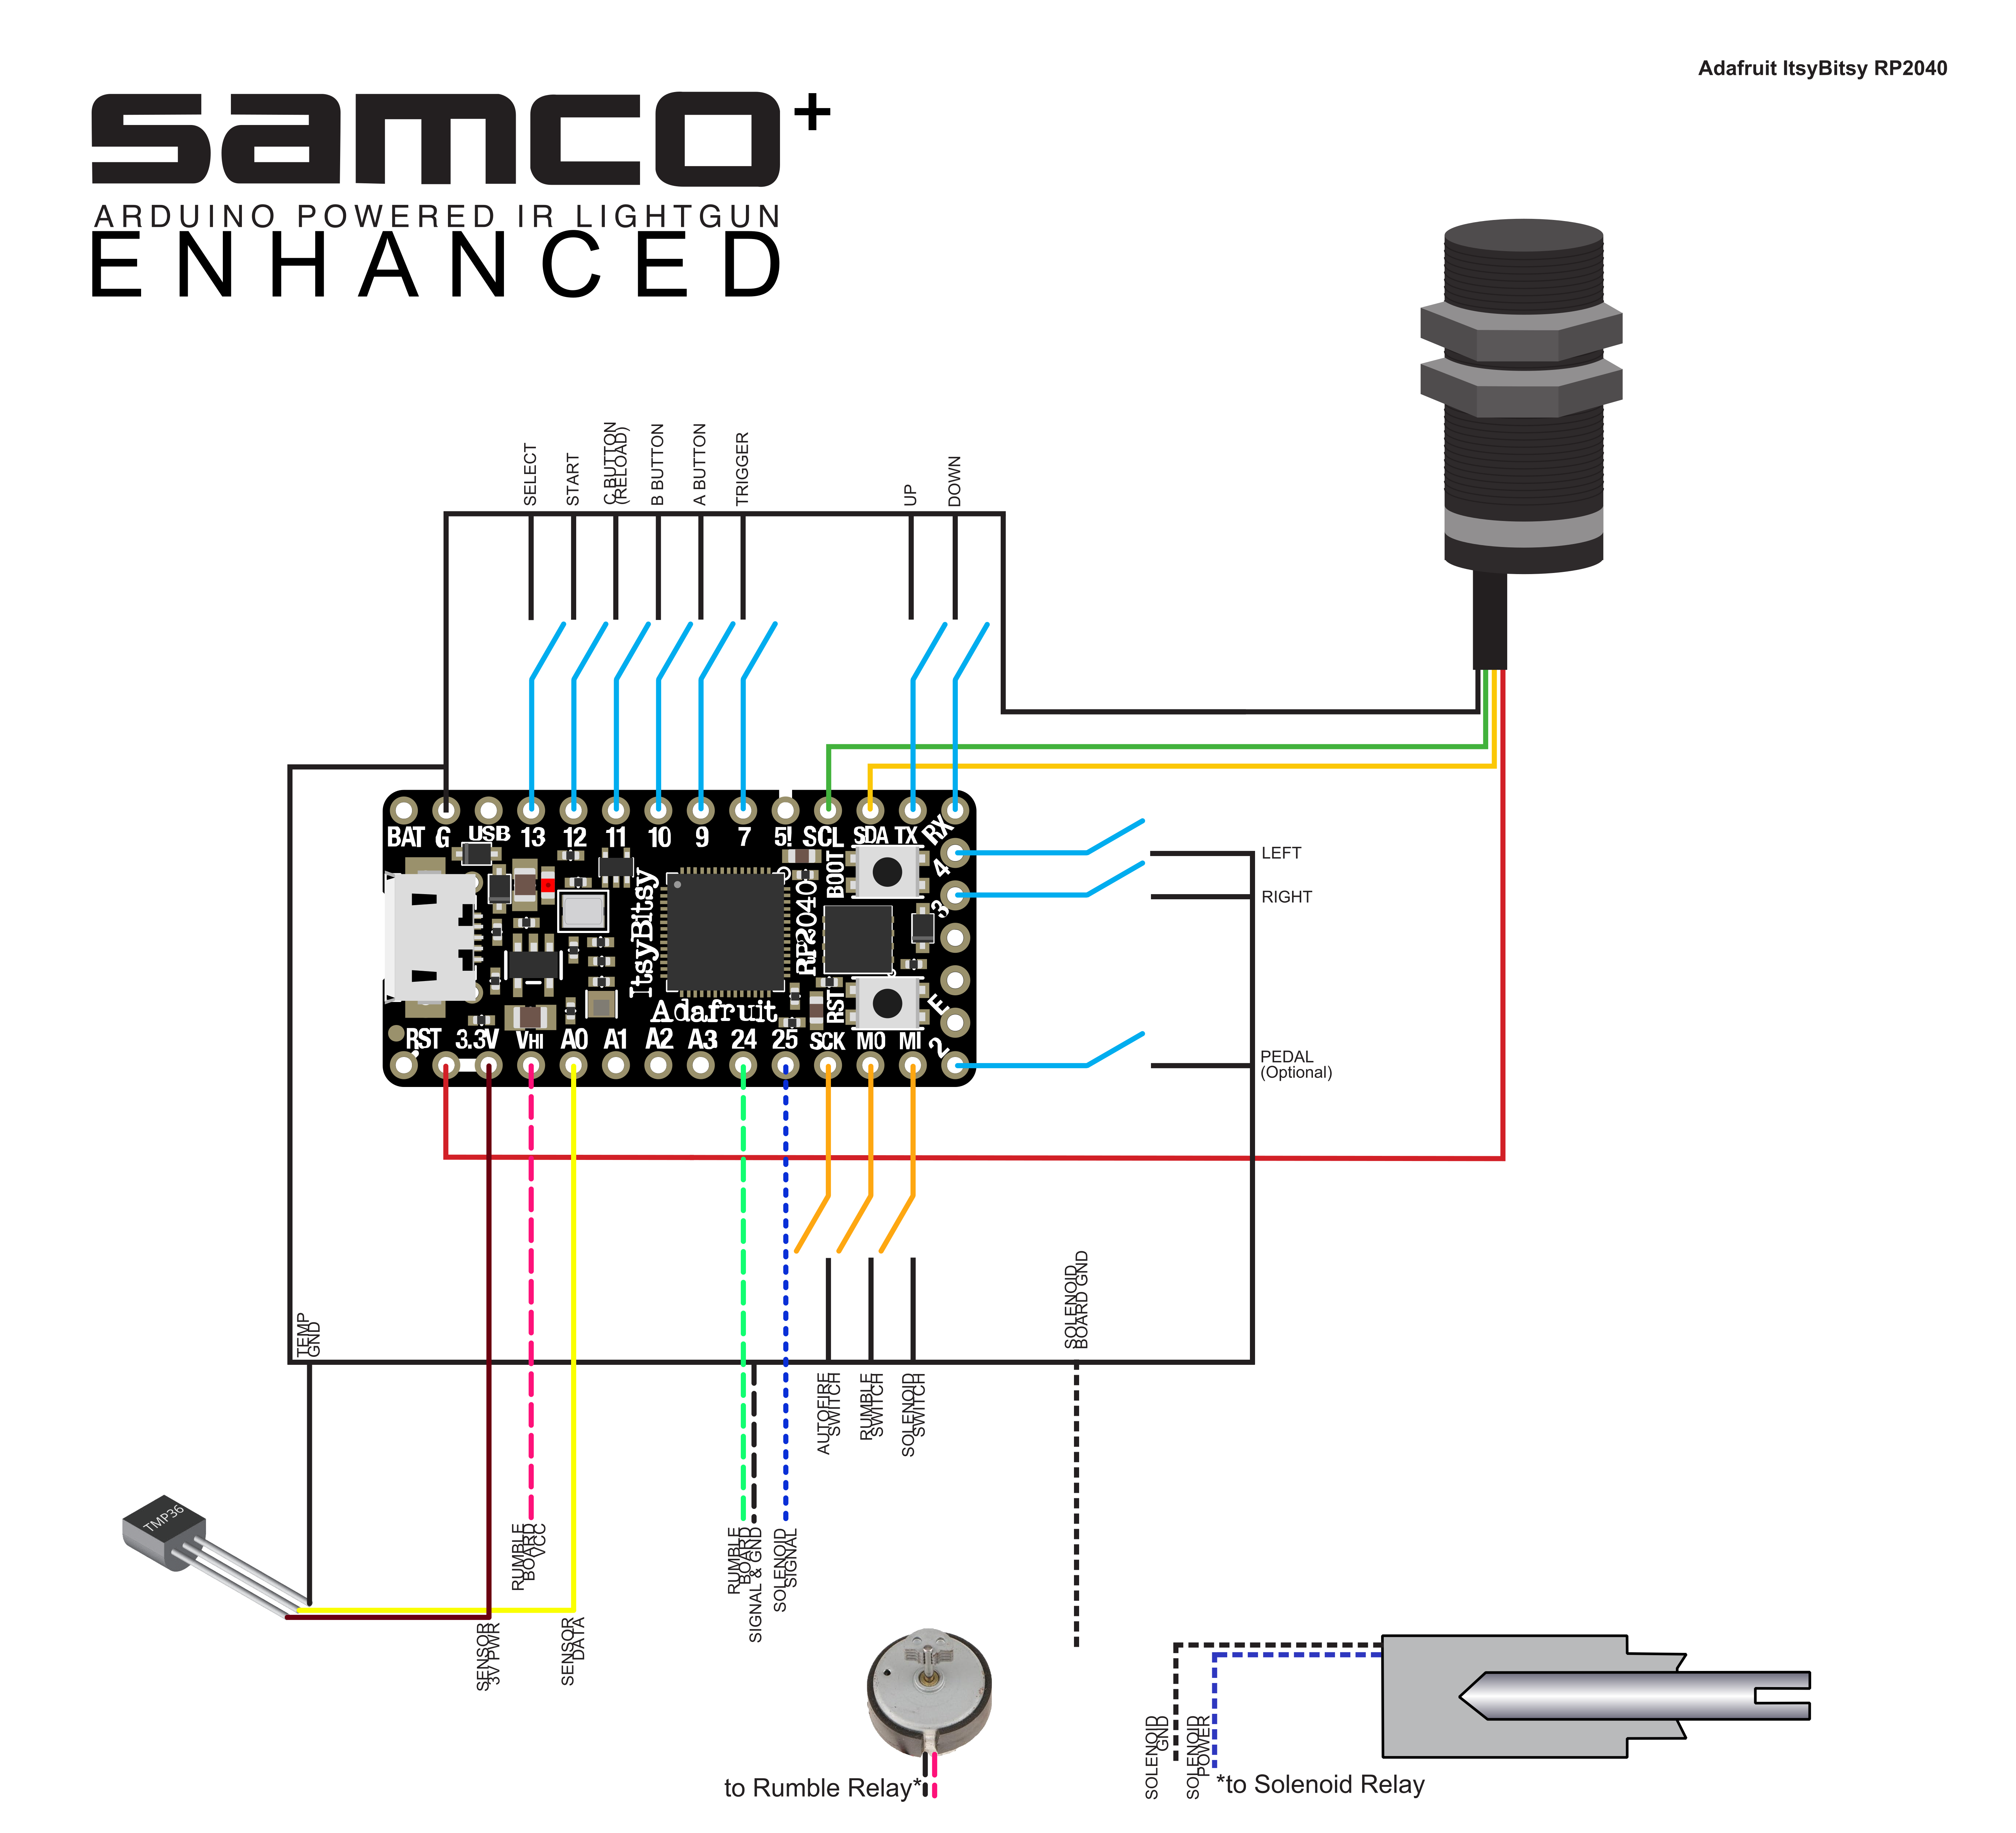 Adafruit ItsyBitsy RP2040
samco+
ARDUINO POWERED IR LIGHTGUN
ENHANCED
SELECT
START
C BUTTON
(RELOAD)
B BUTTON
A BUTTON
TRIGGER
UP
DOWN
BAT G USB 13 12 11 10 9 7 5! SCL SDA TX RX
4
3
BOOT
ItsyBitsy
RP2040
Adafruit
RST
E
2
RST 3.3V VHI A0 A1 A2 A3 24 25 SCK MO MI
LEFT
RIGHT
PEDAL
(Optional)
TEMP
GND
SOLENOID
BOARD GND
AUTOFIRE
SWITCH
RUMBLE
SWITCH
SOLENOID
SWITCH
TMP36
RUMBLE
BOARD
VCC
RUMBLE
BOARD
SIGNAL & GND
SOLENOID
SIGNAL
SENSOR
3V PWR
SENSOR
DATA
SOLENOID
GND
SOLENOID
POWER
to Rumble Relay*
*to Solenoid Relay